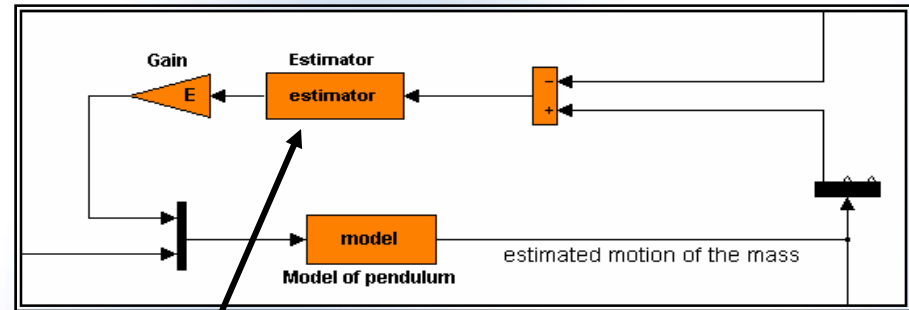 Gain
Estimator
E
estimator
−
+
model
estimated motion of the mass
Model of pendulum